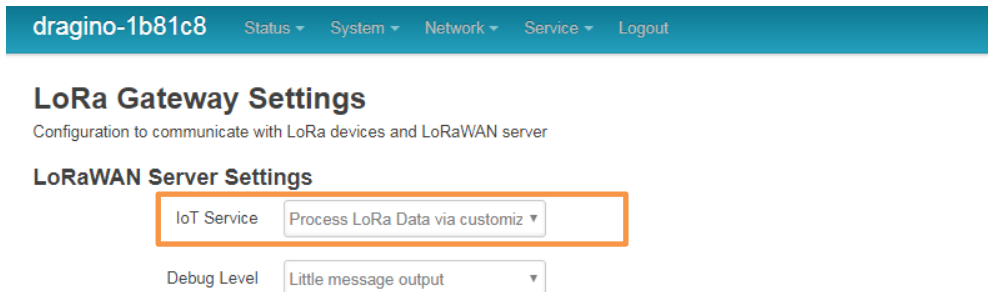 dragino-1b81c8 Status System Network Service Logout
LoRa Gateway Settings
Configuration to communicate with LoRa devices and LoRaWAN server
LoRaWAN Server Settings
IoT Service Process LoRa Data via customiz
Debug Level Little message output